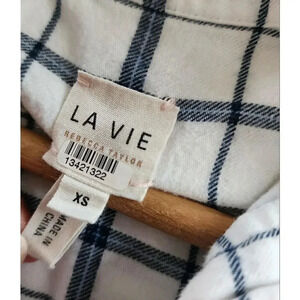 LA VIE
REBECCA TAYLOR
13421322
XS
MADE IN
CHINA